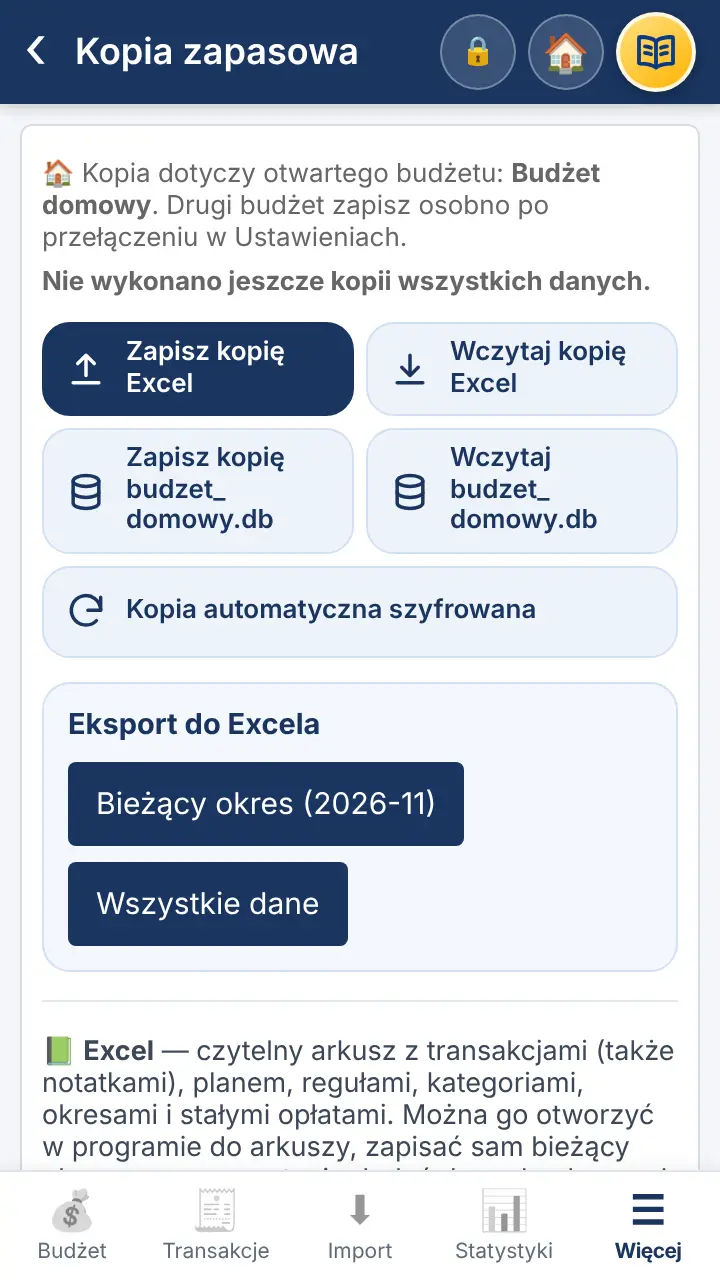 Kopia zapasowa
Kopia dotyczy otwartego budżetu: Budżet
domowy. Drugi budżet zapisz osobno po
przełączeniu w Ustawieniach.
Nie wykonano jeszcze kopii wszystkich danych.
Zapisz kopię
Excel
Wczytaj kopię
Excel
Zapisz kopię
budzet_
domowy.db
Wczytaj
budzet_
domowy.db
Kopia automatyczna szyfrowana
Eksport do Excela
Bieżący okres (2026-11)
Wszystkie dane
Excel — czytelny arkusz z transakcjami (także
notatkami), planem, regułami, kategoriami,
okresami i stałymi opłatami. Można go otworzyć
w programie do arkuszy, zapisać sam bieżący
Budżet
Transakcje
Import
Statystyki
Więcej